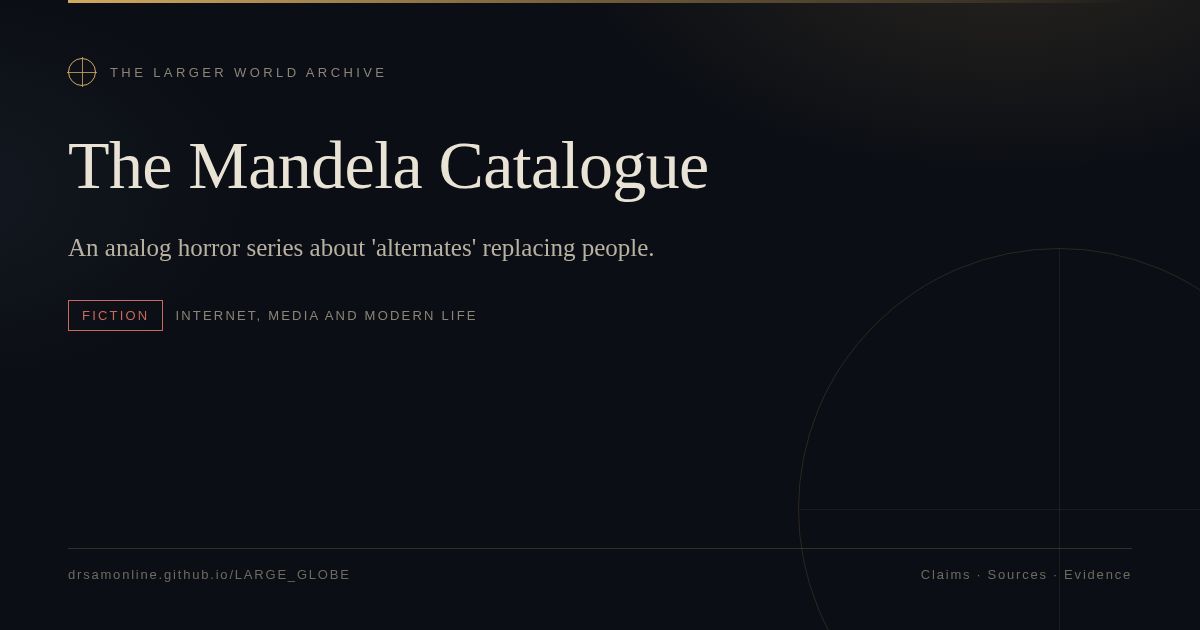 THE LARGER WORLD ARCHIVE
The Mandela Catalogue
An analog horror series about 'alternates' replacing people.
FICTION INTERNET, MEDIA AND MODERN LIFE
drsamonline.github.io/LARGE_GLOBE Claims · Sources · Evidence